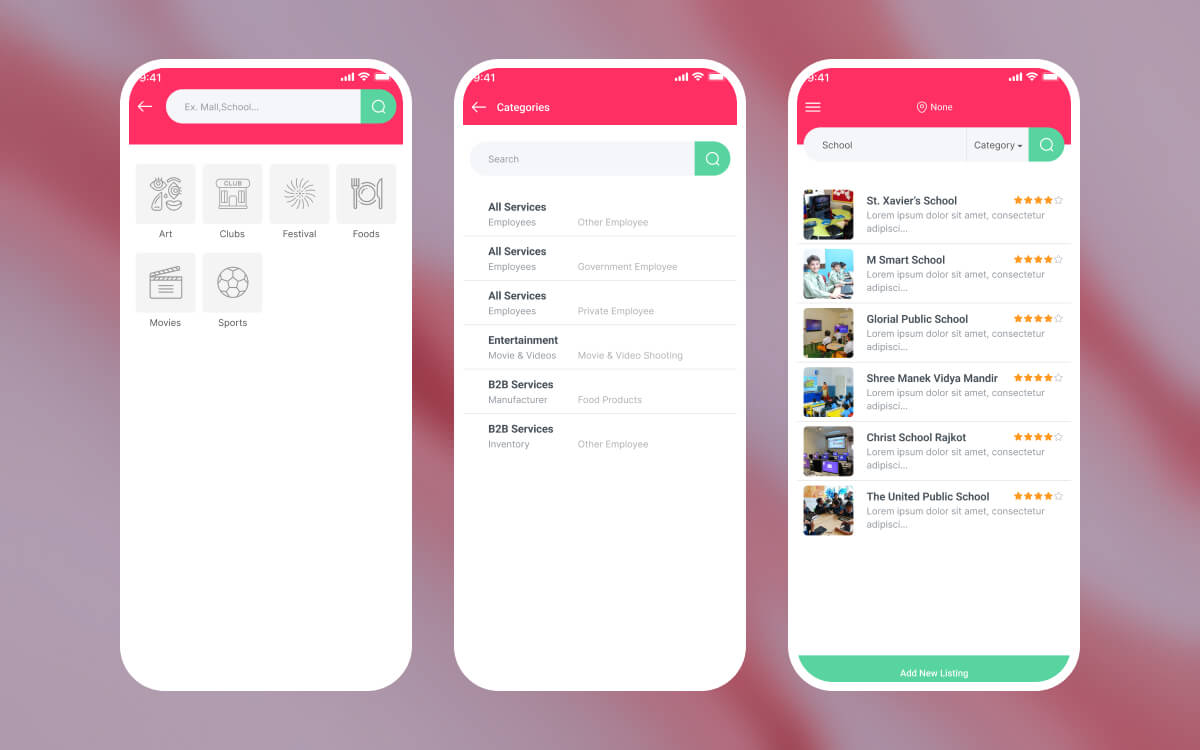 9:41
Ex. Mall,School...
CLUB
Art
Clubs
Festival
Foods
Movies
Sports
9:41
Categories
Search
All Services
Employees Other Employee
All Services
Employees Government Employee
All Services
Employees Private Employee
Entertainment
Movie & Videos Movie & Video Shooting
B2B Services
Manufacturer Food Products
B2B Services
Inventory Other Employee
9:41
None
School Category
St. Xavier's School
Lorem ipsum dolor sit amet, consectetur
adipisci...
M Smart School
Lorem ipsum dolor sit amet, consectetur
adipisci...
Glorial Public School
Lorem ipsum dolor sit amet, consectetur
adipisci...
Shree Manek Vidya Mandir
Lorem ipsum dolor sit amet, consectetur
adipisci...
Christ School Rajkot
Lorem ipsum dolor sit amet, consectetur
adipisci...
The United Public School
Lorem ipsum dolor sit amet, consectetur
adipisci...
Add New Listing